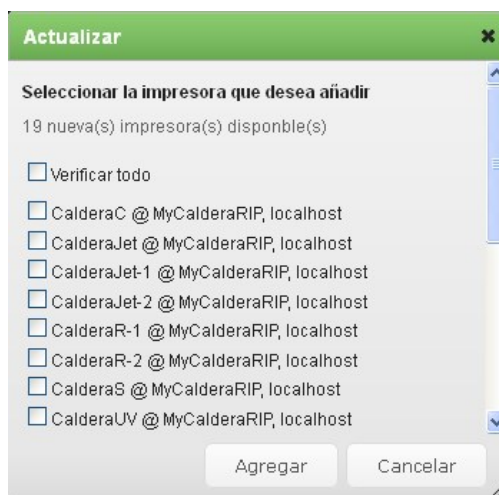 Actualizar
Seleccionar la impresora que desea añadir
19 nueva(s) impresora(s) disponble(s)
Verificar todo
CalderaC @ MyCalderaRIP, localhost
CalderaJet @ MyCalderaRIP, localhost
CalderaJet-1 @ MyCalderaRIP, localhost
CalderaJet-2 @ MyCalderaRIP, localhost
CalderaR-1 @ MyCalderaRIP, localhost
CalderaR-2 @ MyCalderaRIP, localhost
CalderaS @ MyCalderaRIP, localhost
CalderaUV @ MyCalderaRIP, localhost
Agregar Cancelar